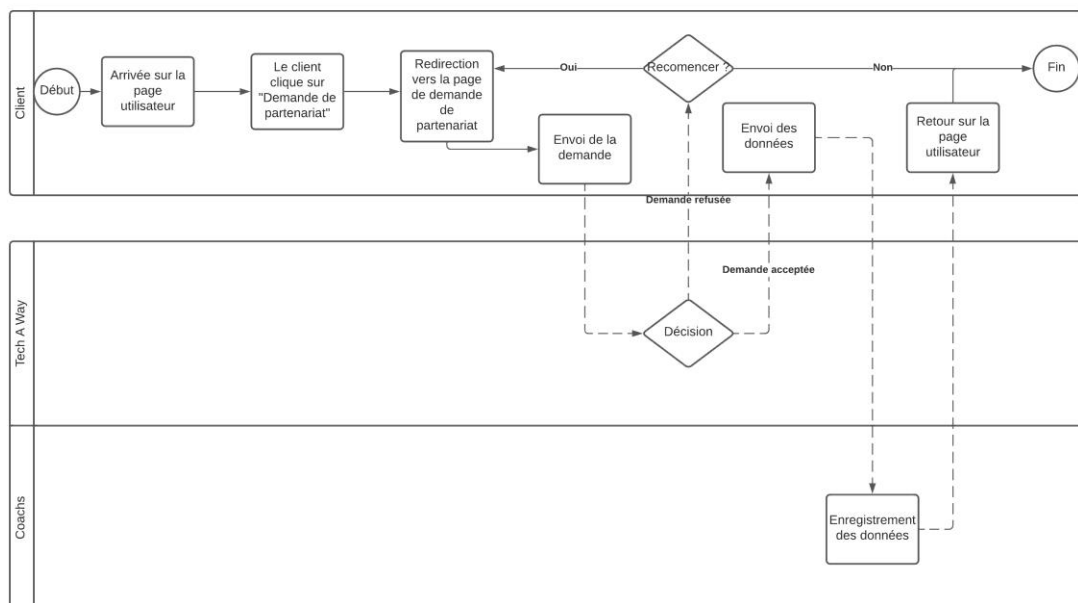 Client
Début
Arrivée sur la
page
utilisateur
Le client
clique sur
"Demande de
partenariat"
Redirection
vers la page
de demande
de
partenariat
Oui
Recomencer ?
Non
Fin
Envoi de la
demande
Envoi des
données
Retour sur la
page
utilisateur
Demande refusée
Demande acceptée
Tech A Way
Décision
Coachs
Enregistrement
des données